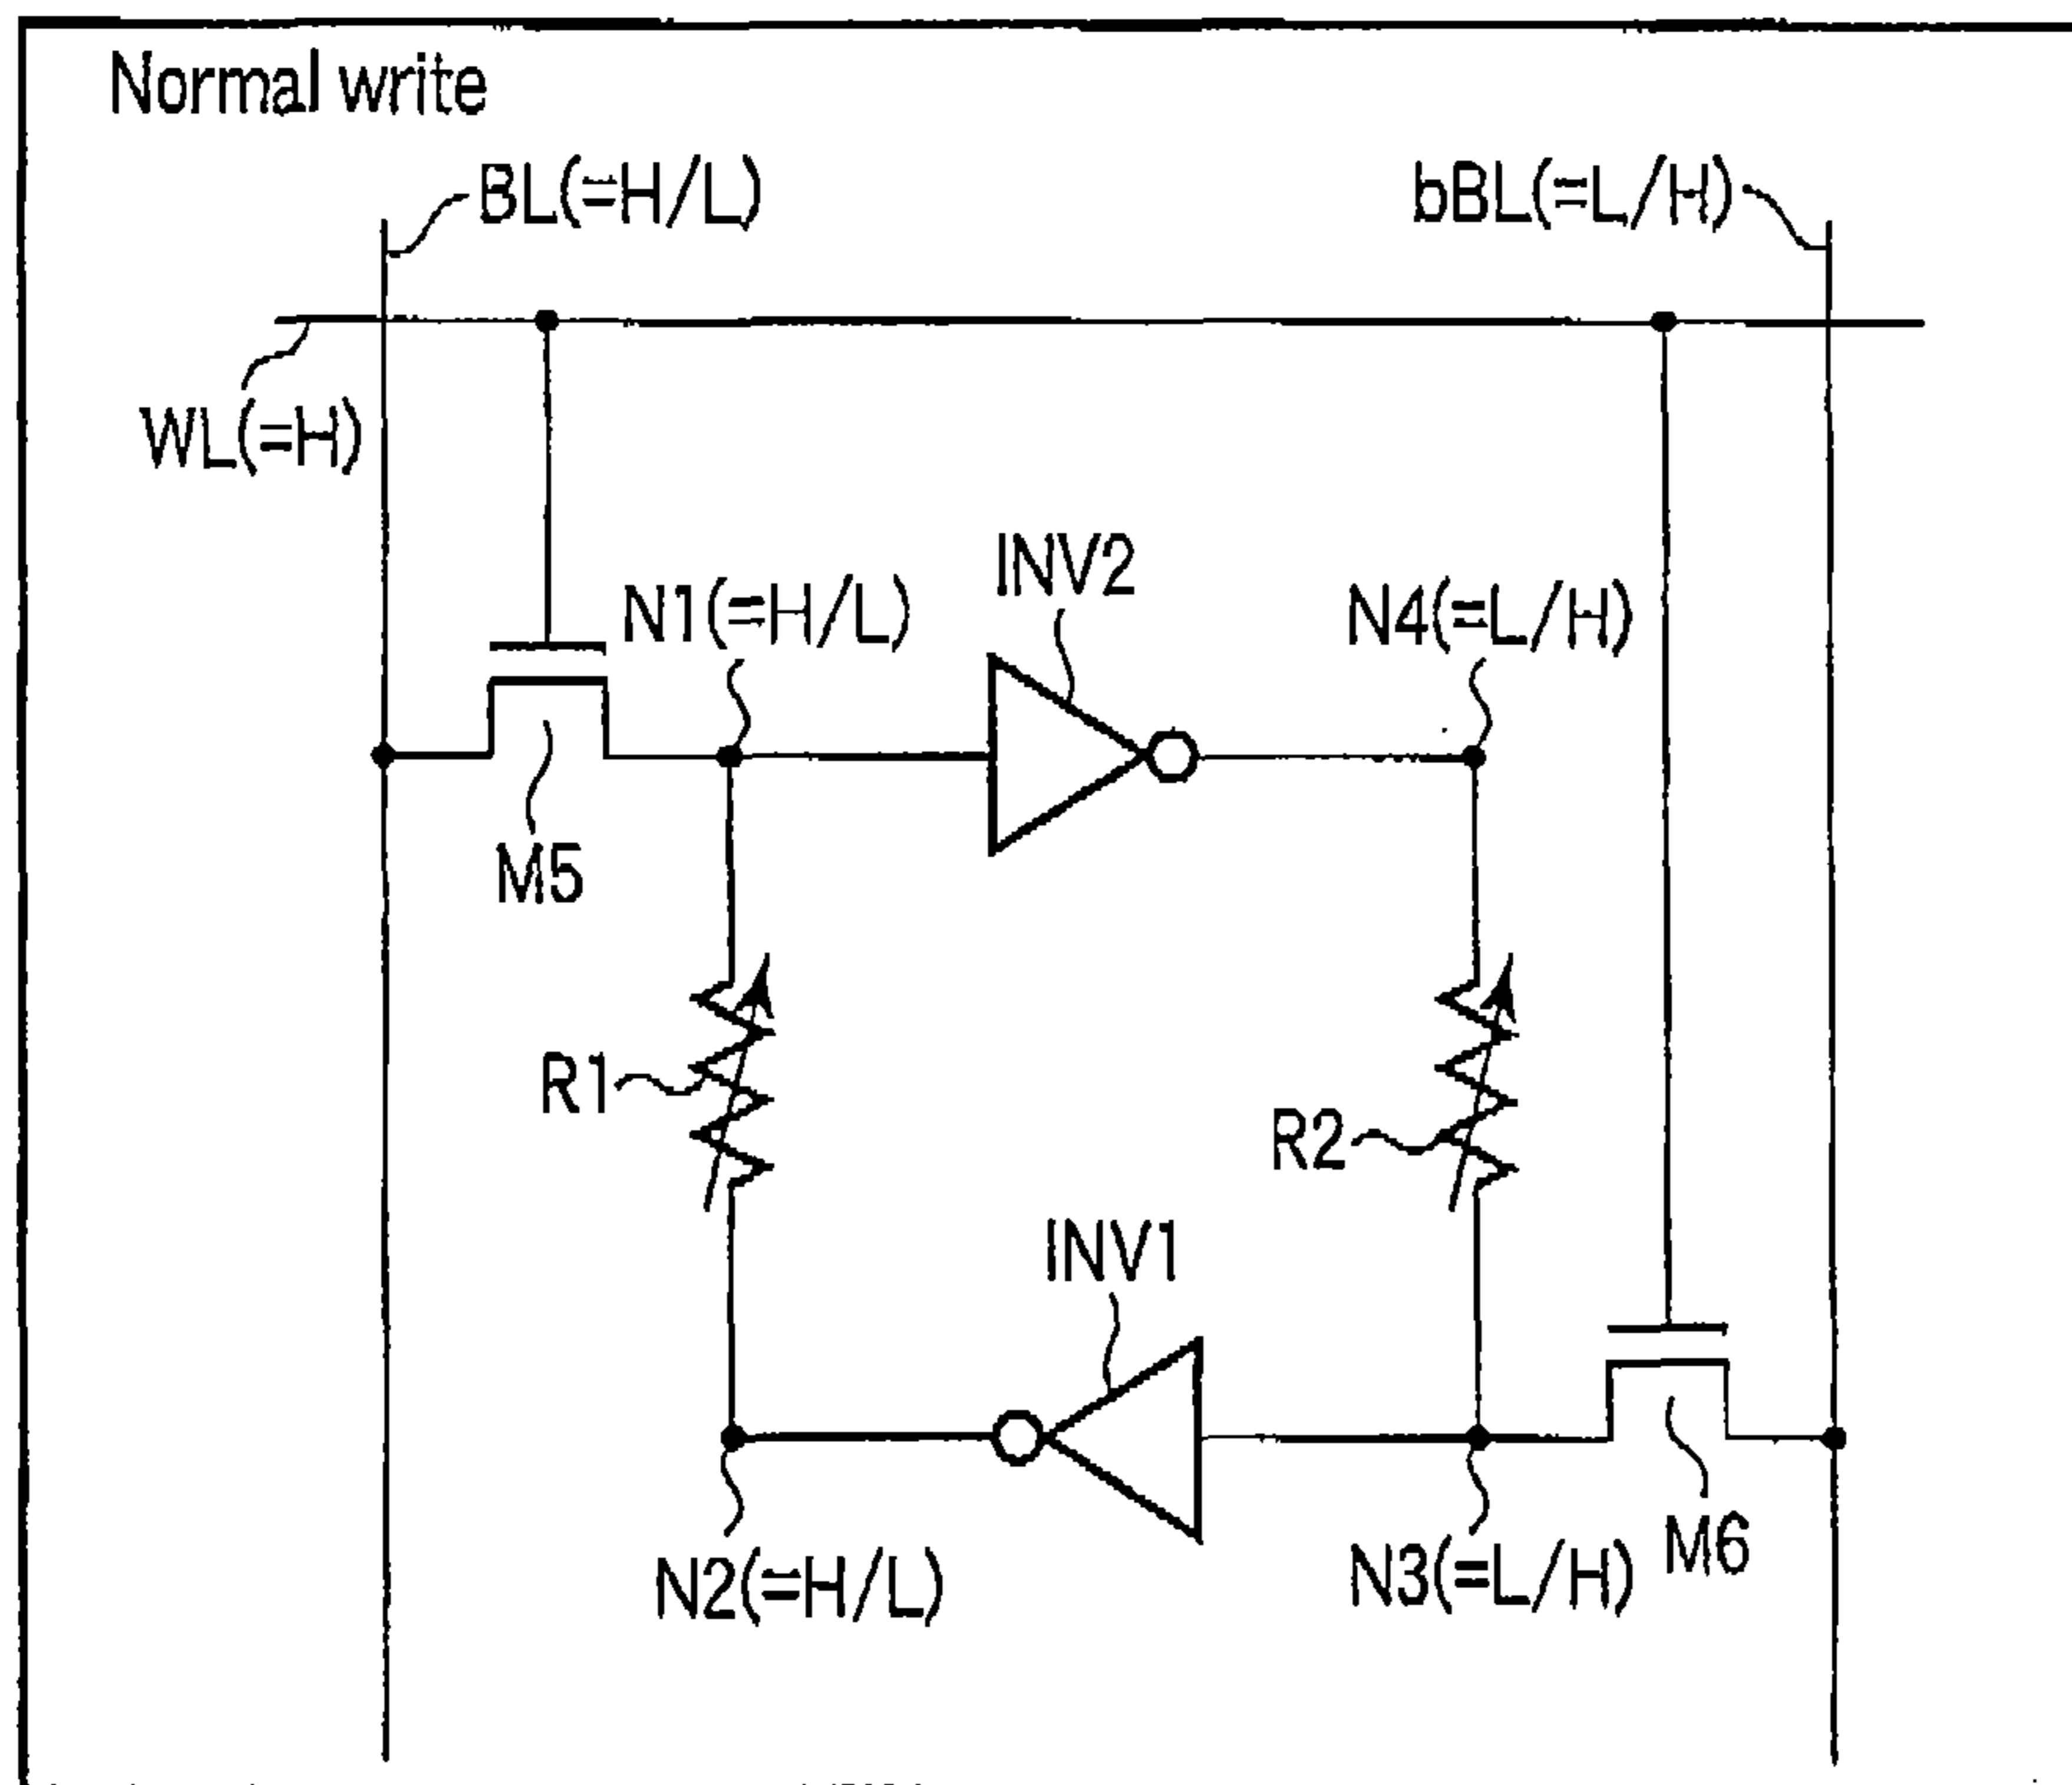 Normal write
BL(=H/L)
bBL(=L/H)
WL(=H)
INV2
N1(=H/L)
N4(=L/H)
M5
R1
R2
INV1
N2(=H/L)
N3(=L/H)
M6